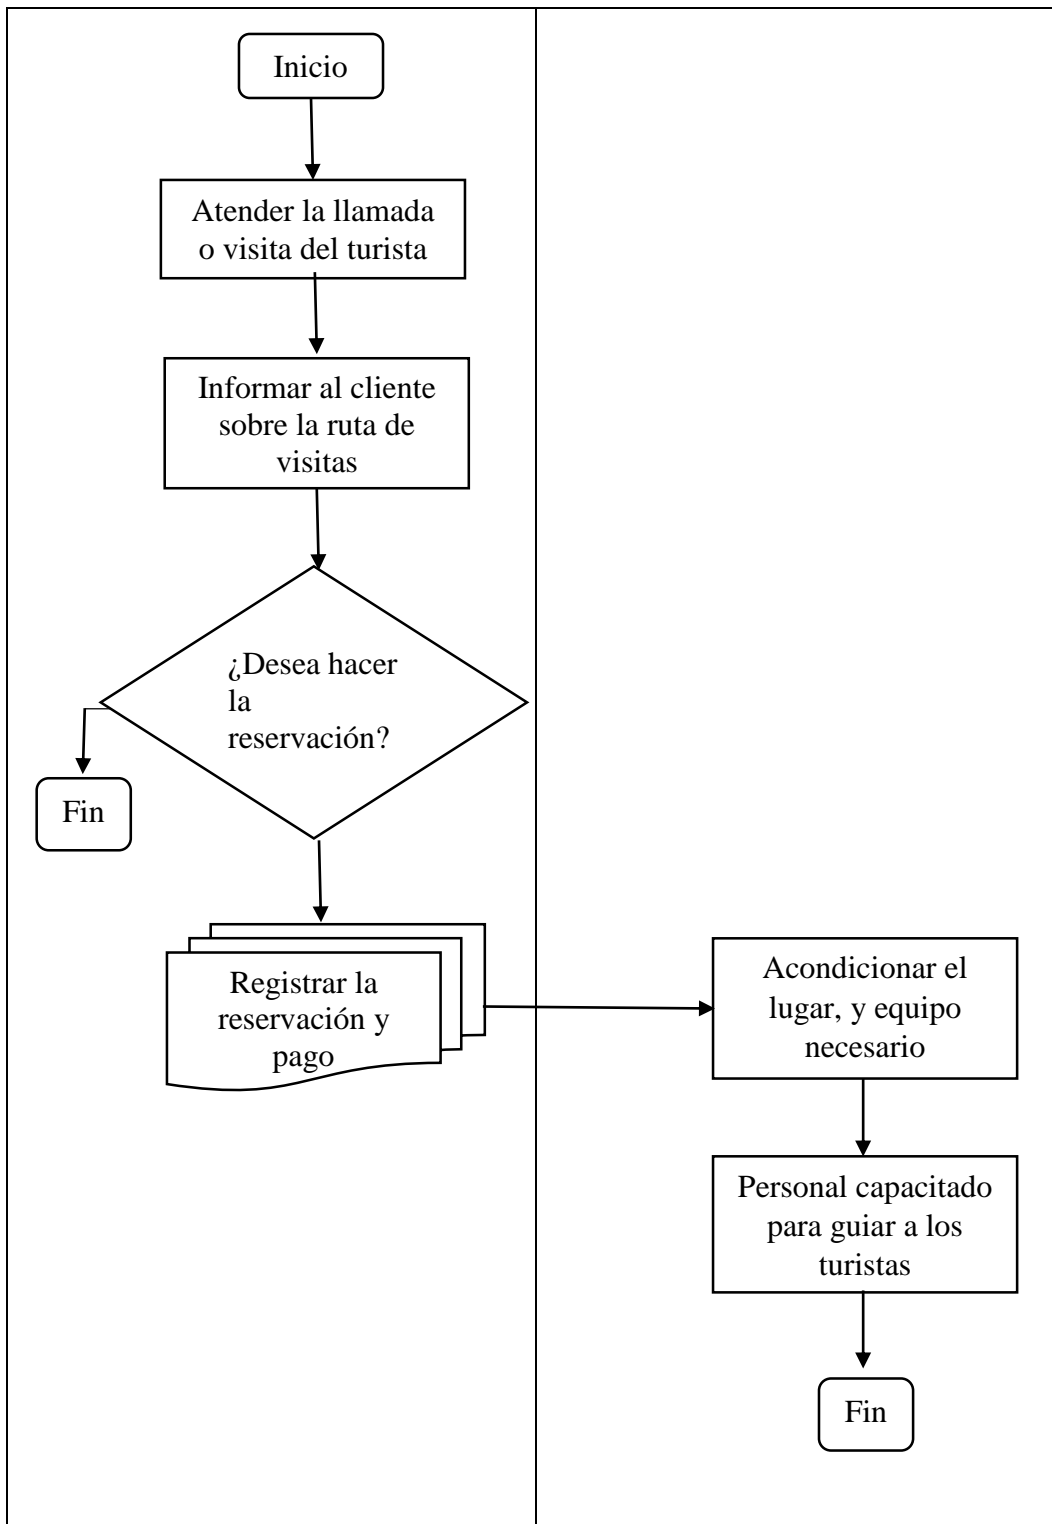 Inicio
Atender la llamada
o visita del turista
Informar al cliente
sobre la ruta de
visitas
¿Desea hacer
la
reservación?
Fin
Registrar la
reservación y
pago
Acondicionar el
lugar, y equipo
necesario
Personal capacitado
para guiar a los
turistas
Fin